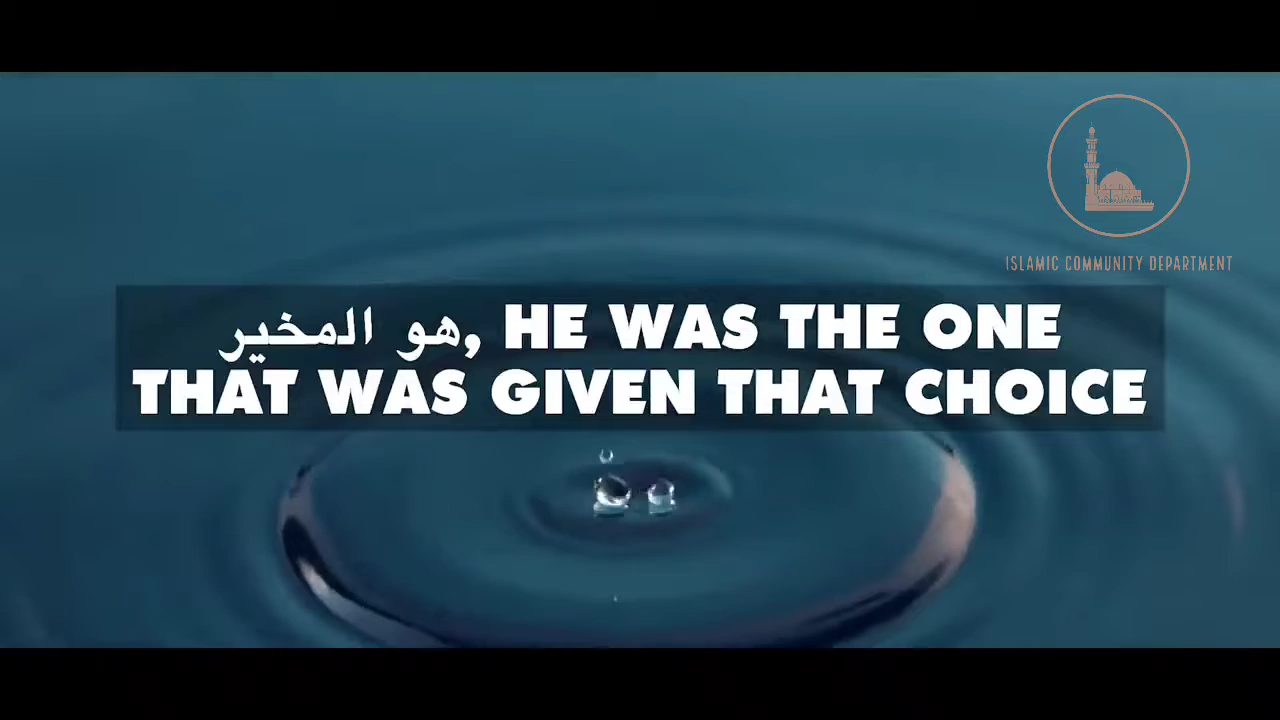 ISLAMIC COMMUNITY DEPARTMENT
هو المخير, HE WAS THE ONE
THAT WAS GIVEN THAT CHOICE